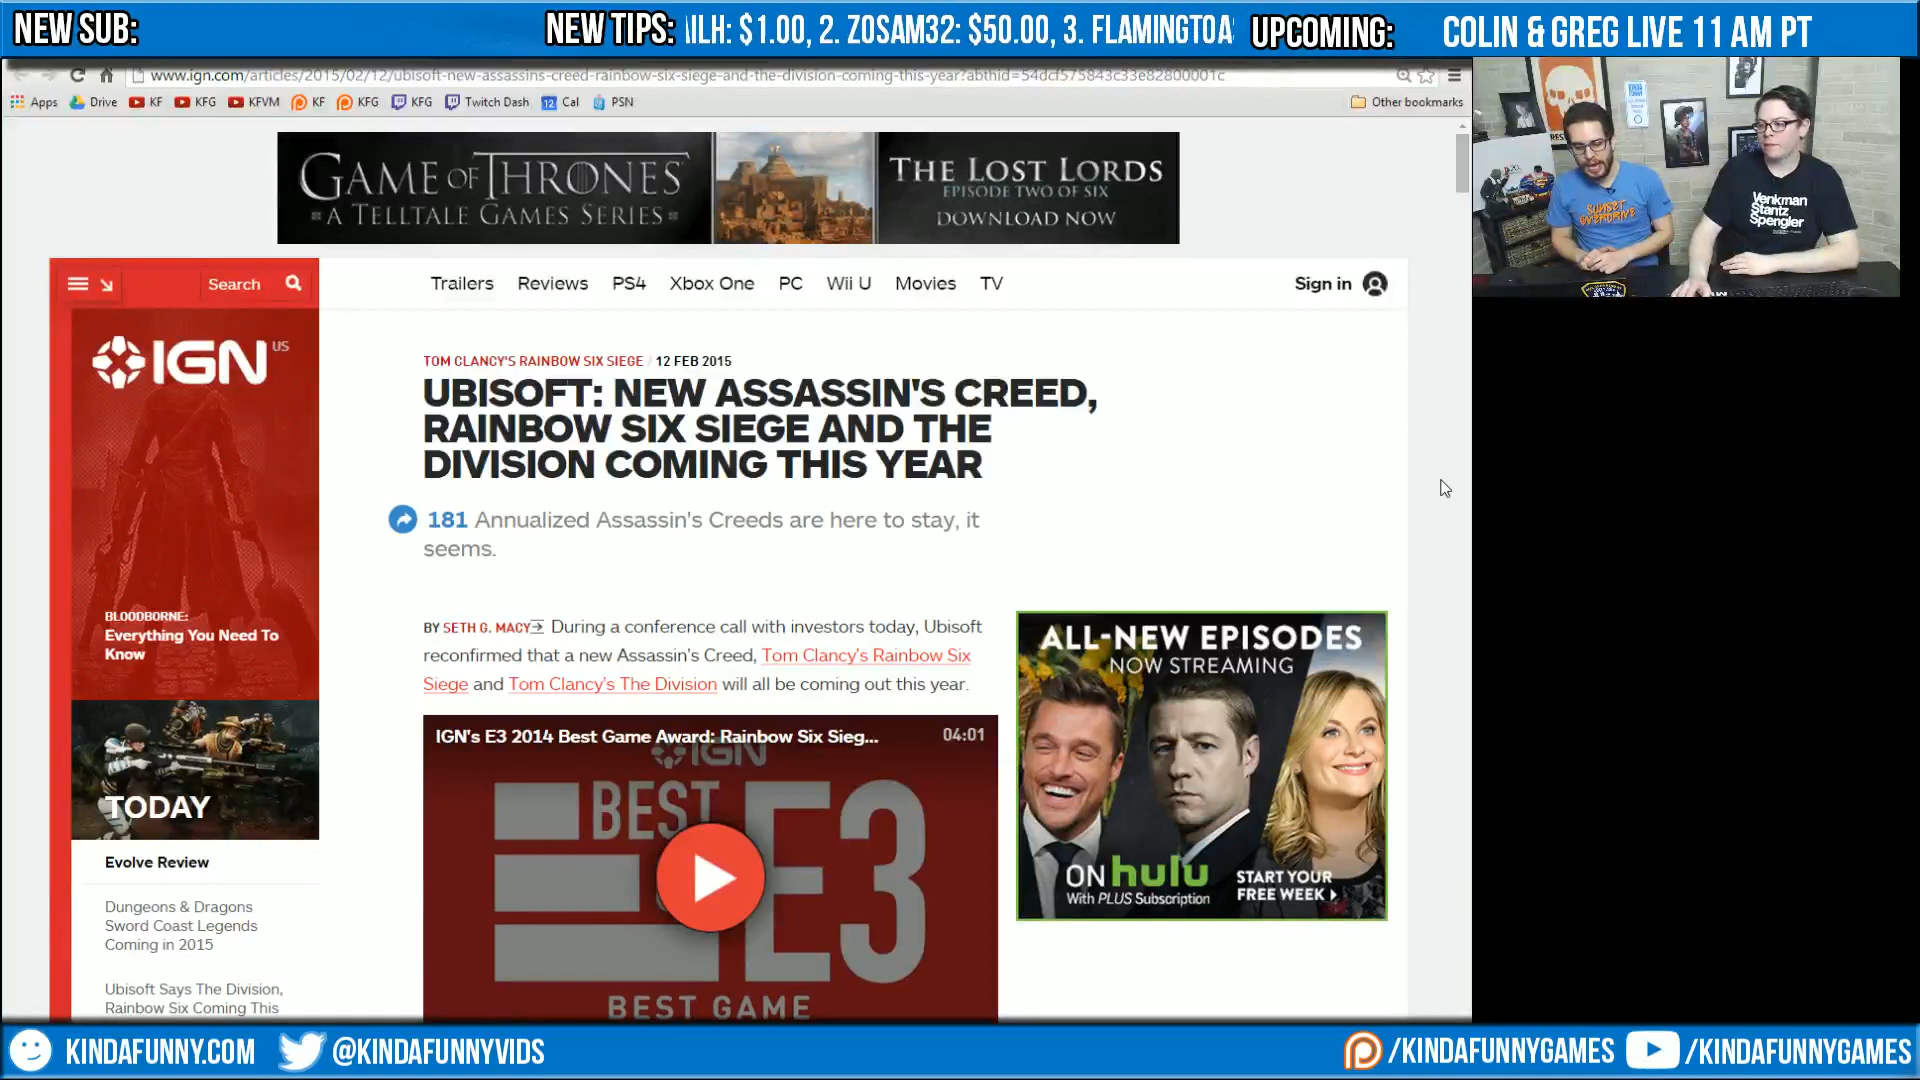 NEW SUB:
NEW TIPS: ILH: $1.00, 2. Z0SAM32: $50.00, 3. FLAMINGTOA
UPCOMING: COLIN & GREG LIVE 11 AM PT
www.ign.com/articles/2015/02/12/ubisoft-new-assassins-creed-rainbow-six-siege-and-the-division-coming-this-year?abthid=54dcf575843c33e82800001c
Apps Drive KF KFG KFVM KF KFG KFG Twitch Dash 12 Cal PSN Other bookmarks
GAME OF THRONES
A TELLTALE GAMES SERIES
THE LOST LORDS
EPISODE TWO OF SIX
DOWNLOAD NOW
Search
Trailers Reviews PS4 Xbox One PC Wii U Movies TV Sign in
IGN US
BLOODBORNE:
Everything You Need To
Know
TODAY
Evolve Review
Dungeons & Dragons
Sword Coast Legends
Coming in 2015
Ubisoft Says The Division,
Rainbow Six Coming This
TOM CLANCY'S RAINBOW SIX SIEGE / 12 FEB 2015
UBISOFT: NEW ASSASSIN'S CREED,
RAINBOW SIX SIEGE AND THE
DIVISION COMING THIS YEAR
181 Annualized Assassin's Creeds are here to stay, it
seems.
BY SETH G. MACY During a conference call with investors today, Ubisoft
reconfirmed that a new Assassin's Creed, Tom Clancy's Rainbow Six
Siege and Tom Clancy's The Division will all be coming out this year.
IGN's E3 2014 Best Game Award: Rainbow Six Sieg... 04:01
IGN
BEST
E3
BEST GAME
ALL-NEW EPISODES
NOW STREAMING
ON hulu
With PLUS Subscription
START YOUR
FREE WEEK
SUNSET
OVERDRIVE
Venkman
Stantz
Spengler
KINDAFUNNY.COM
@KINDAFUNNYVIDS
/KINDAFUNNYGAMES
/KINDAFUNNYGAMES